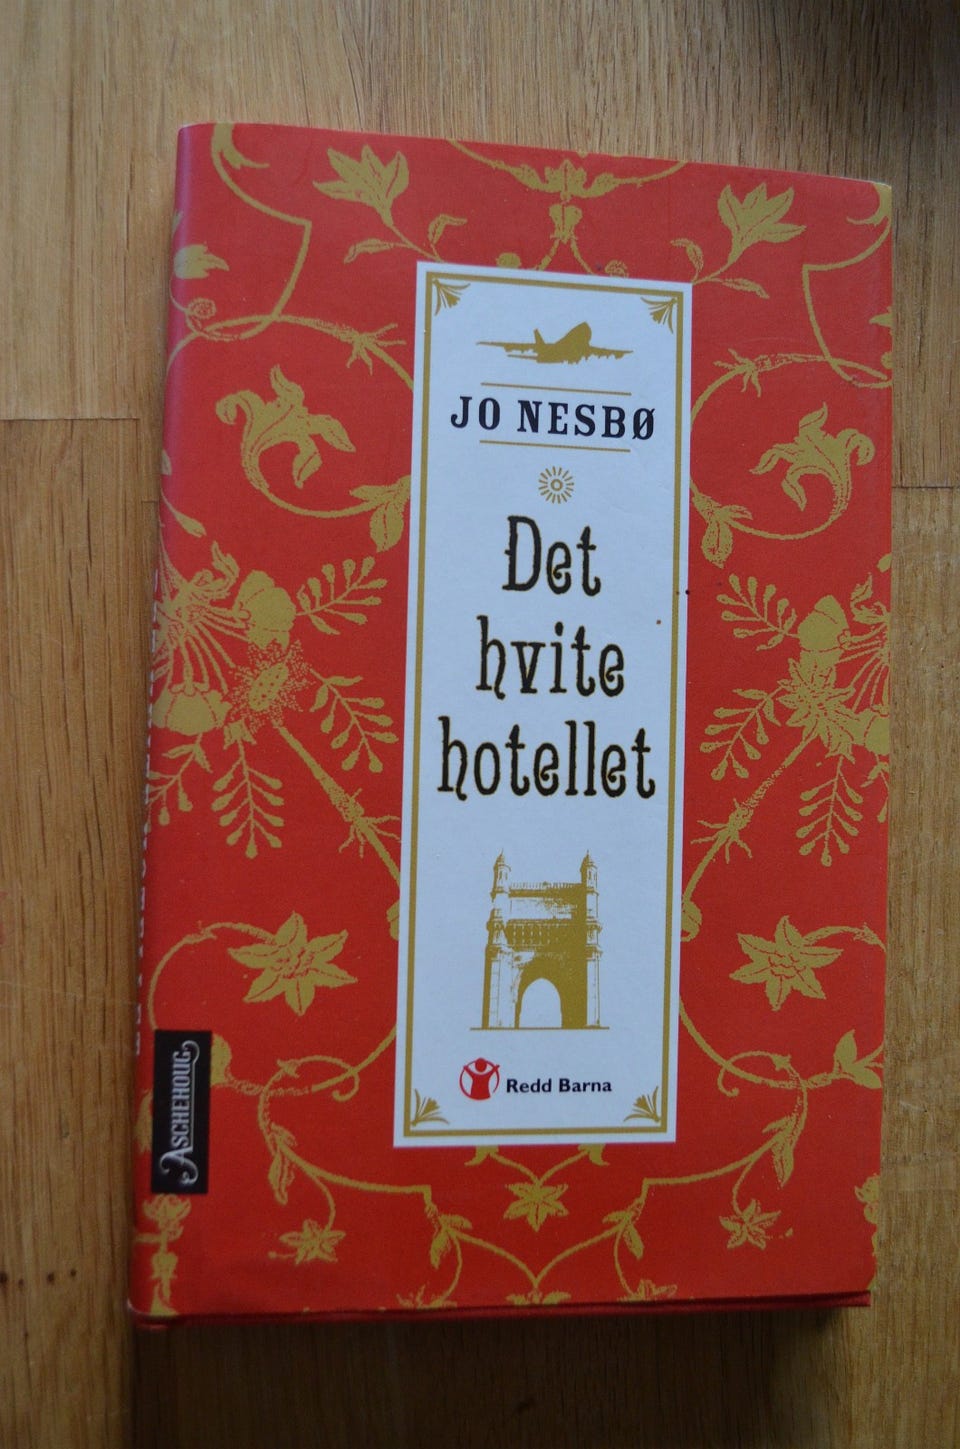 JO NESBØ
Det
hvite
hotellet
Redd Barna
ASCHEHOUG